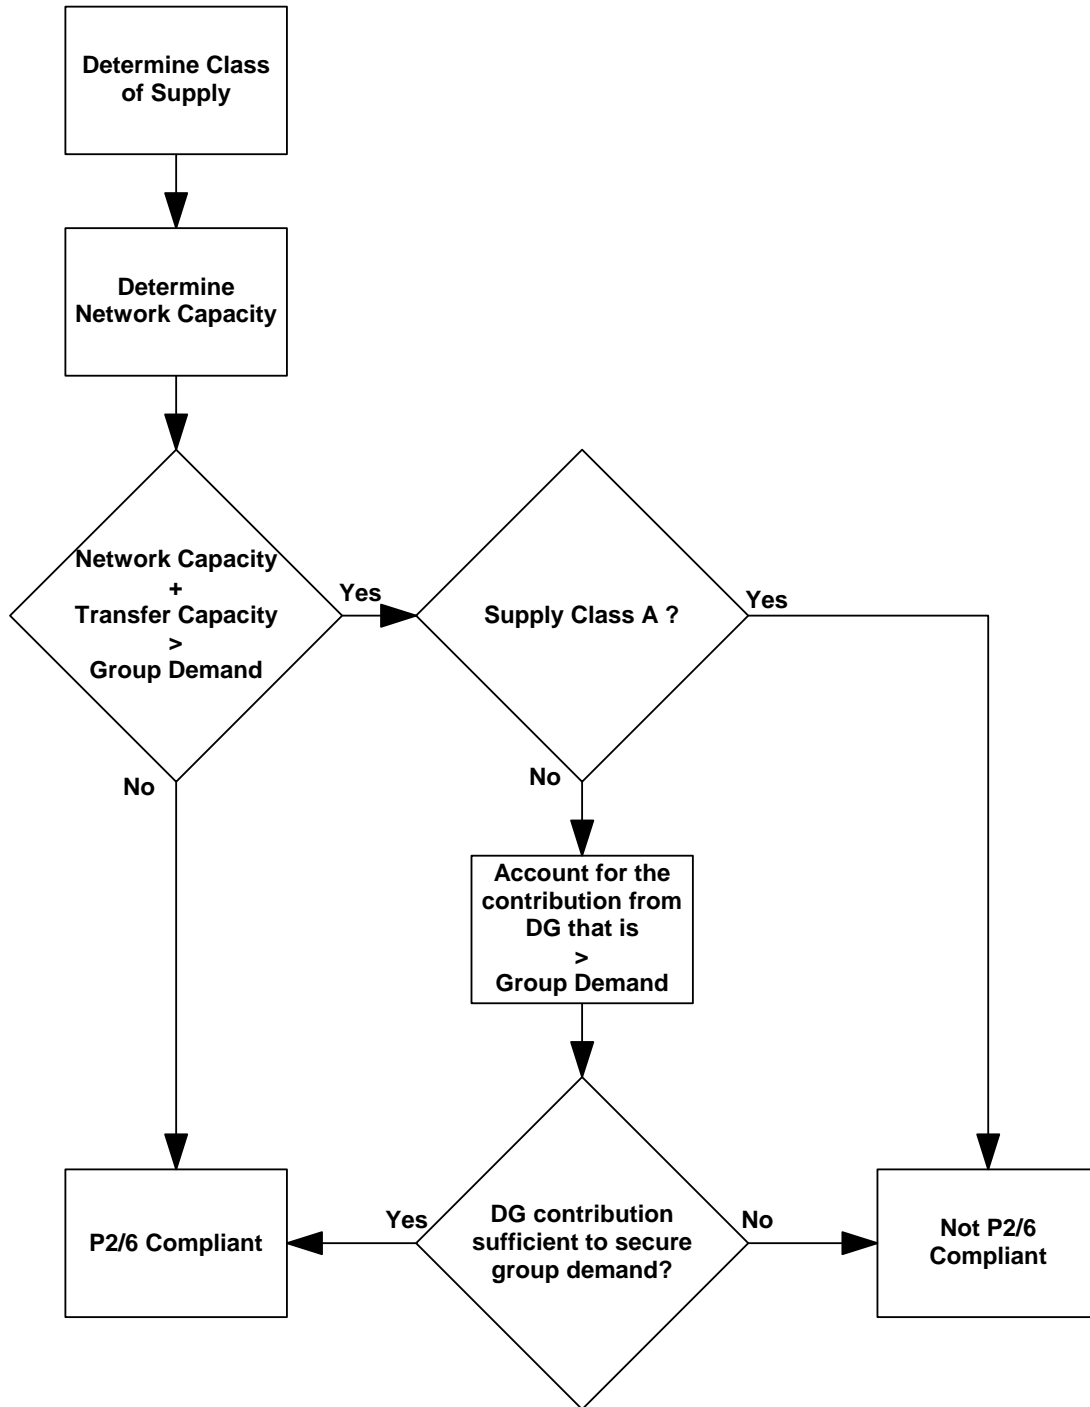 Determine Class
of Supply
Determine
Network Capacity
Network Capacity
+
Transfer Capacity
>
Group Demand
Yes
No
Supply Class A ?
Yes
No
Account for the
contribution from
DG that is
>
Group Demand
DG contribution
sufficient to secure
group demand?
Yes
No
P2/6 Compliant
Not P2/6
Compliant